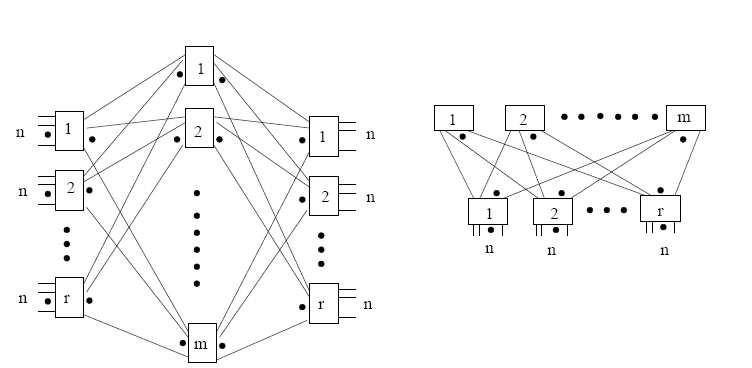 1
n 1 2 1 n
n 2 2 n
n r r n
m
1 2 m
1 2 r
n n n